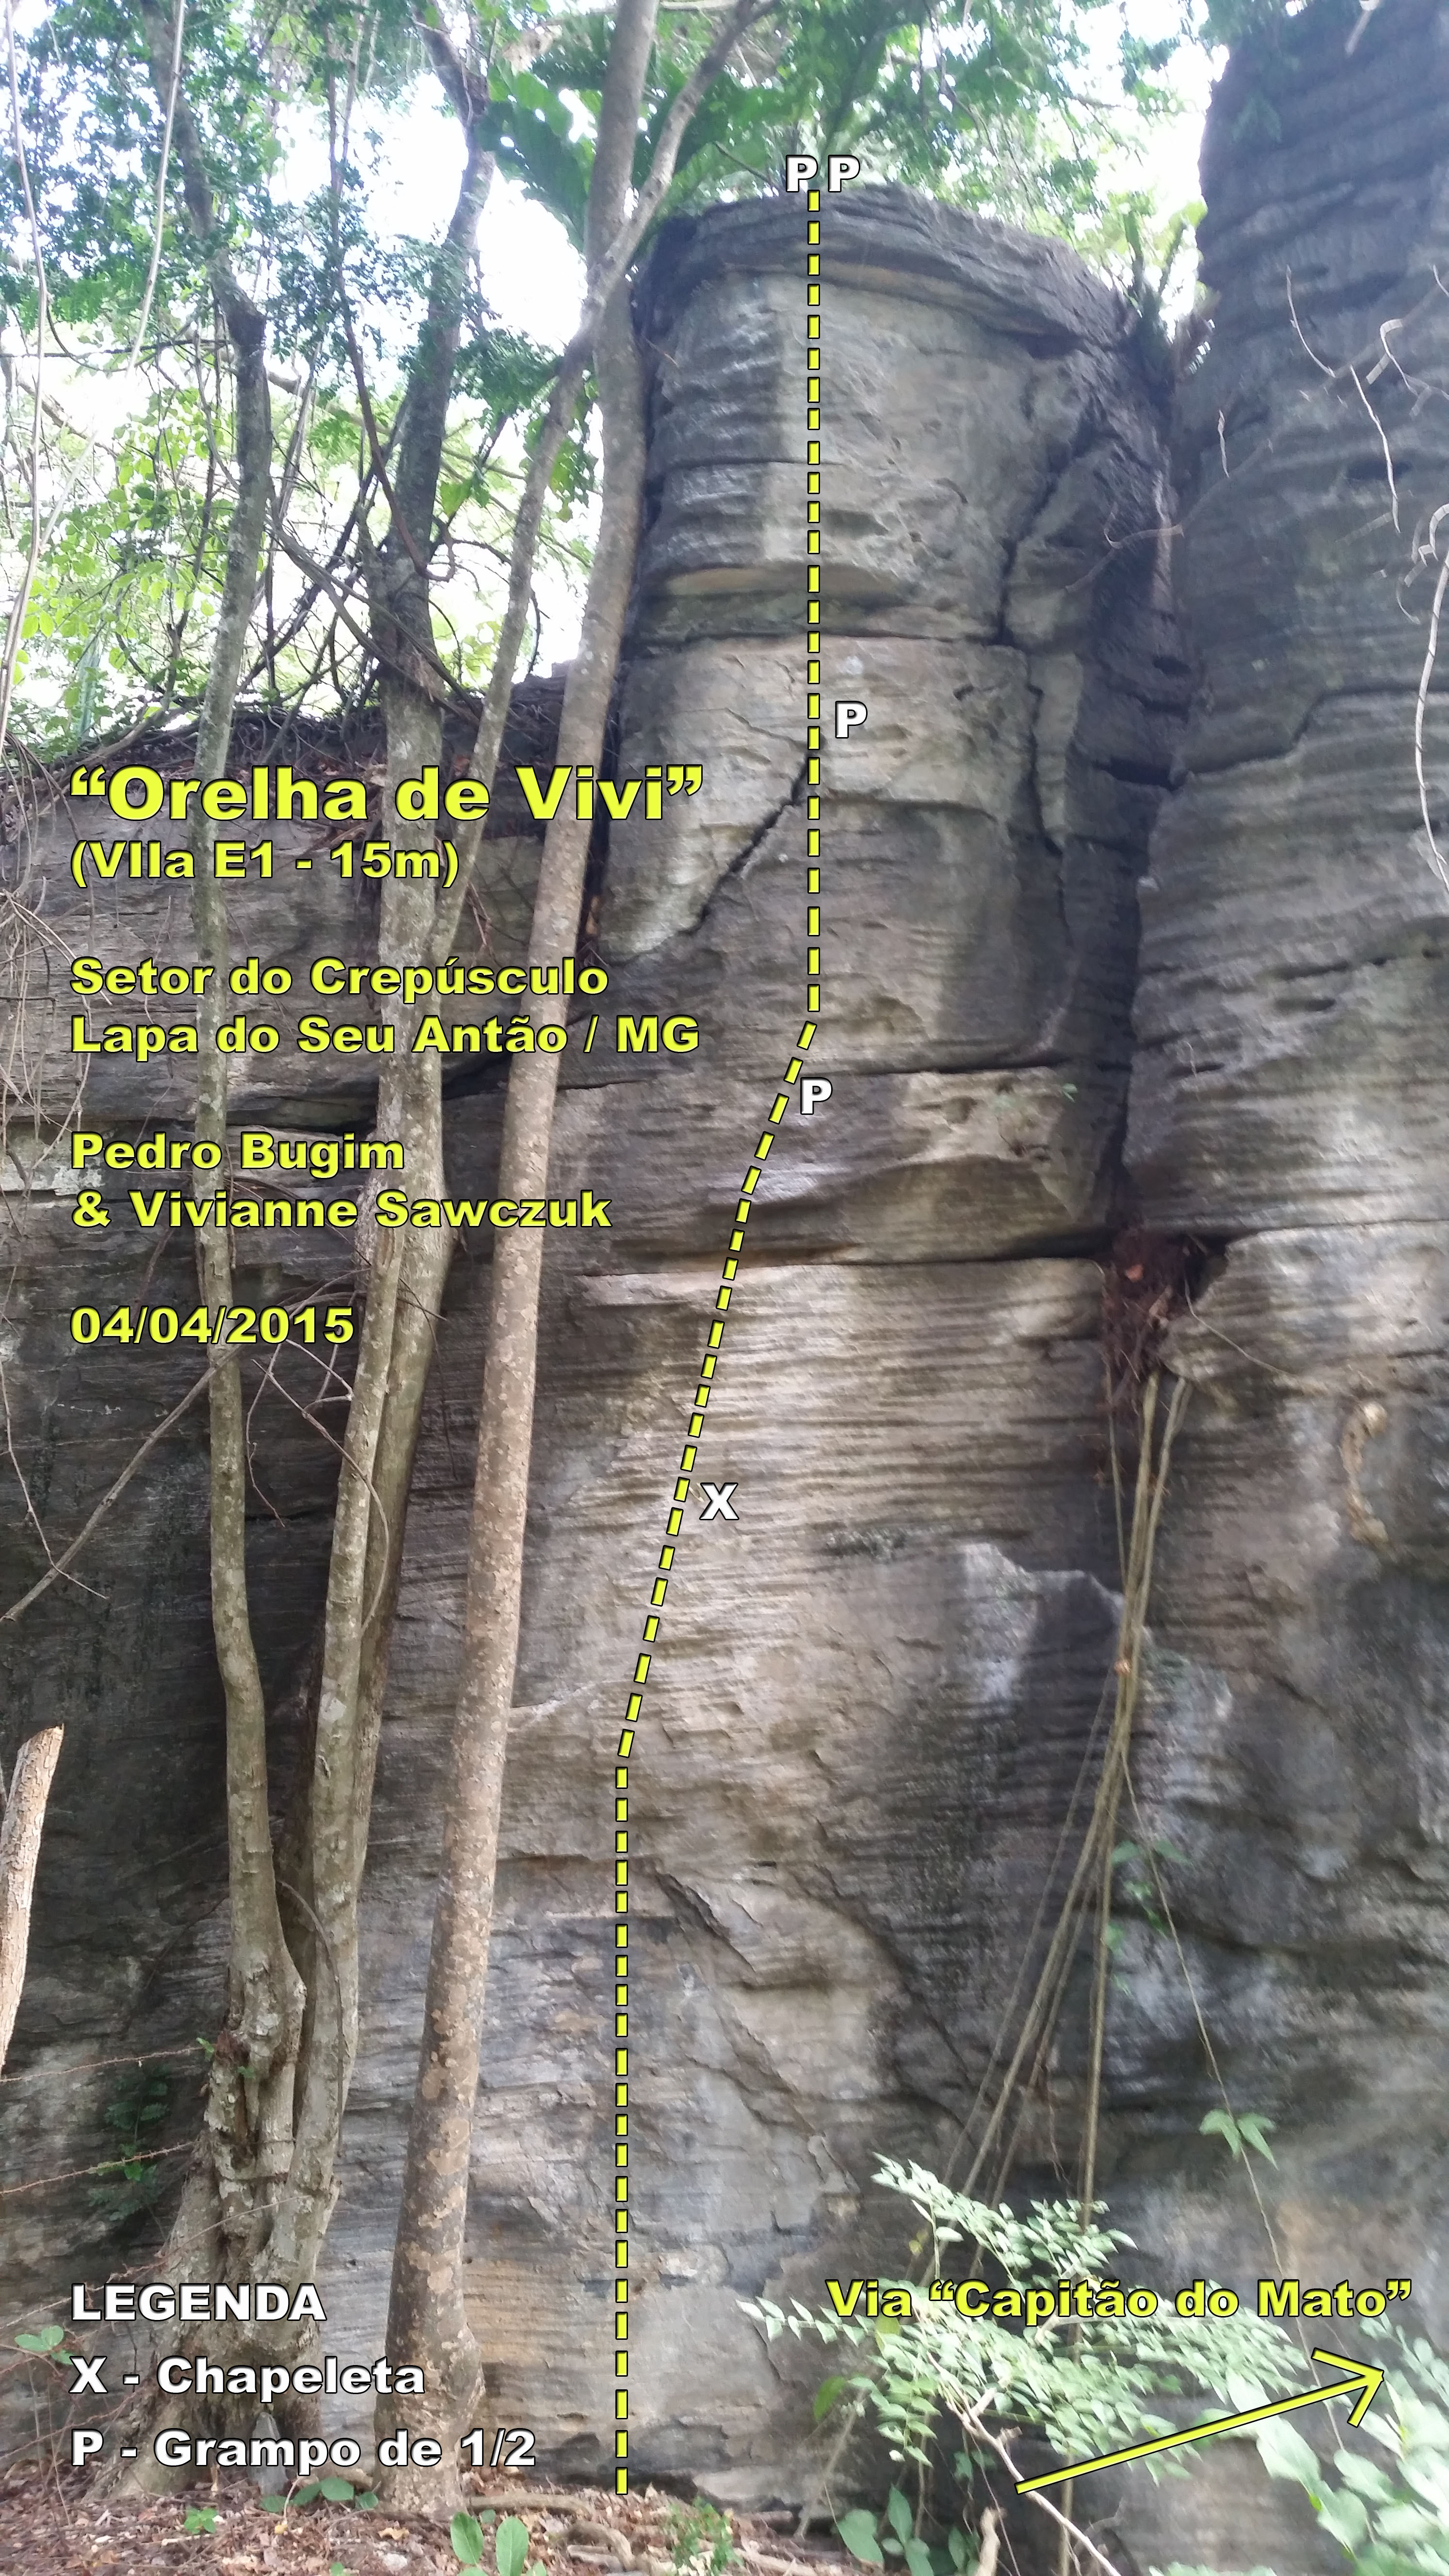 P P
P
“Orelha de Vivi”
(VIIa E1 - 15m)
Setor do Crepúsculo
Lapa do Seu Antão / MG
P
Pedro Bugim
& Vivianne Sawczuk
04/04/2015
X
LEGENDA
X - Chapeleta
P - Grampo de 1/2
Via “Capitão do Mato”